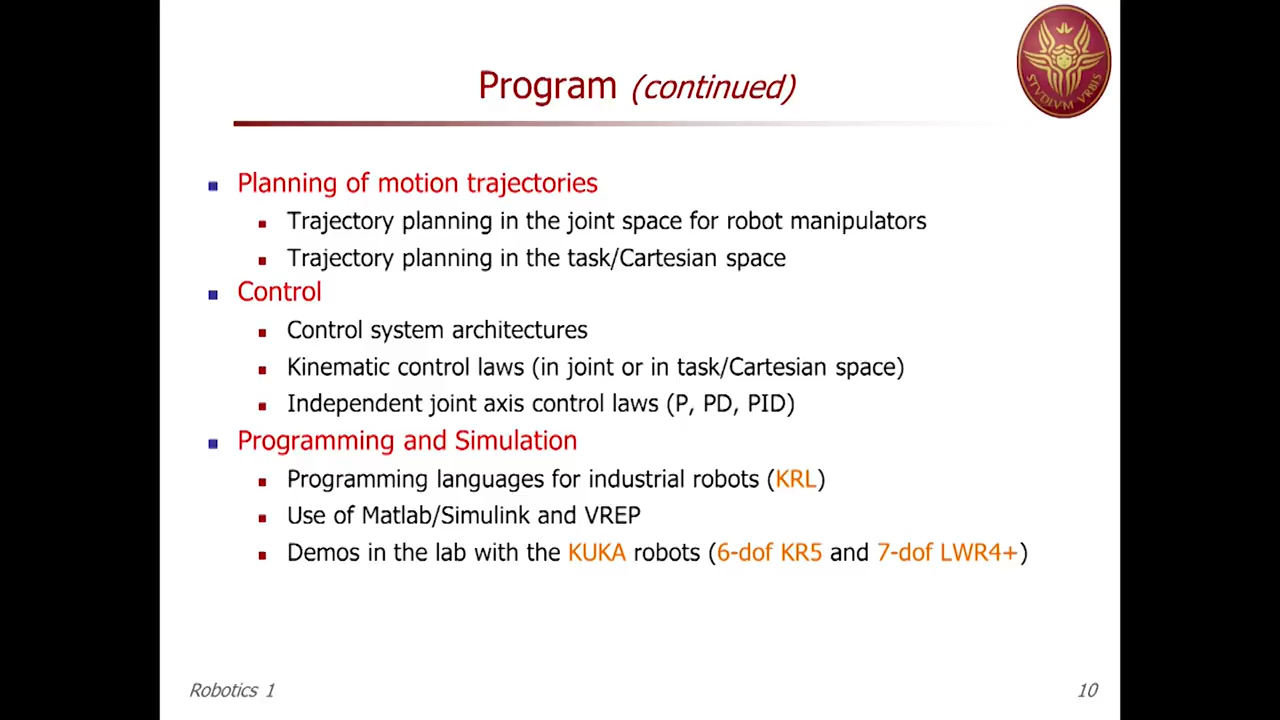 Program (continued)
STVDIVM VRBIS
Planning of motion trajectories
Trajectory planning in the joint space for robot manipulators
Trajectory planning in the task/Cartesian space
Control
Control system architectures
Kinematic control laws (in joint or in task/Cartesian space)
Independent joint axis control laws (P, PD, PID)
Programming and Simulation
Programming languages for industrial robots (KRL)
Use of Matlab/Simulink and VREP
Demos in the lab with the KUKA robots (6-dof KR5 and 7-dof LWR4+)
Robotics 1
10